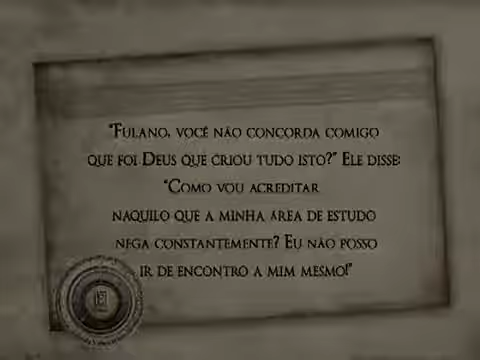 "Fulano, você não concorda comigo
que foi Deus que criou tudo isto?" Ele disse:
"Como vou acreditar
naquilo que a minha área de estudo
nega constantemente? Eu não posso
ir de encontro a mim mesmo!"